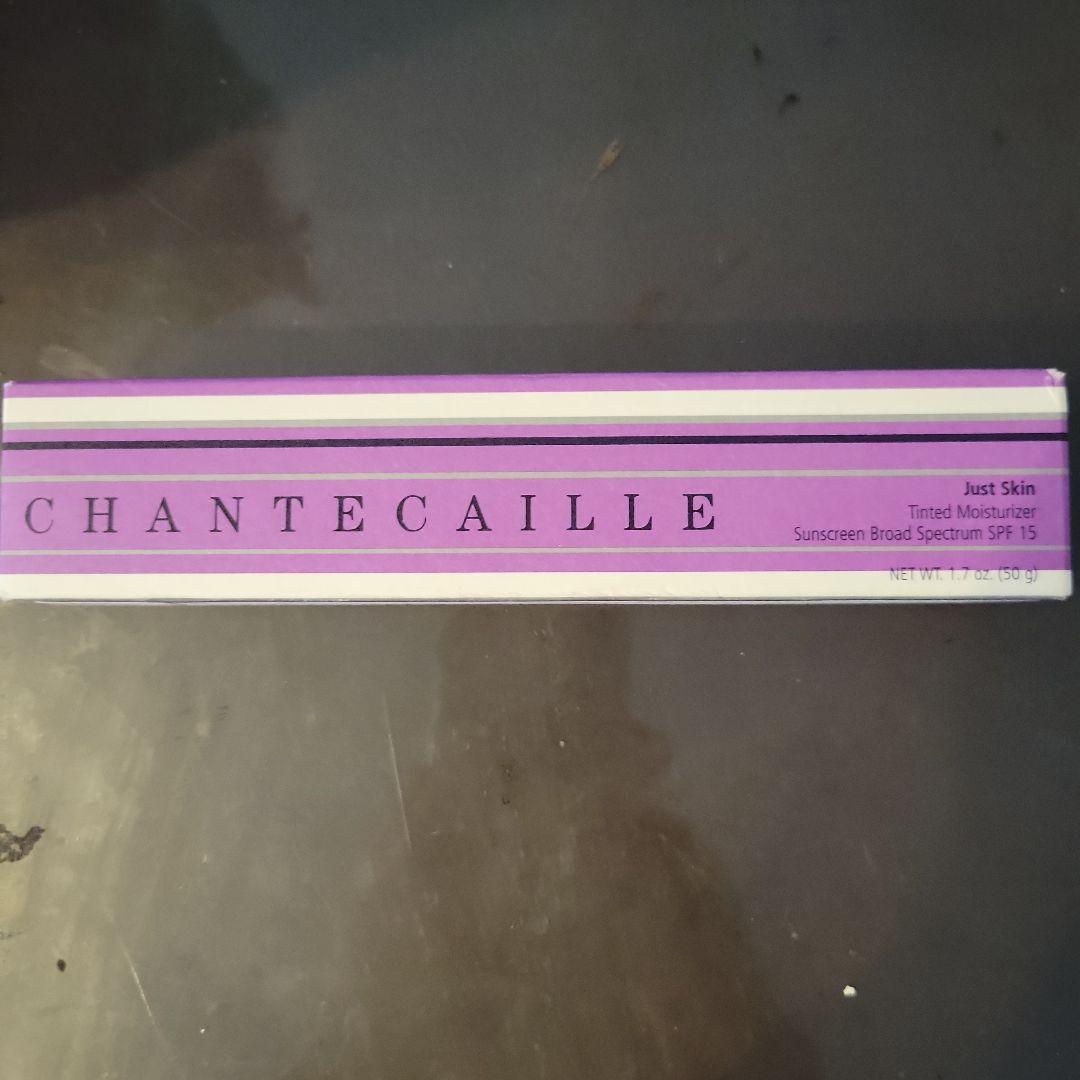 CHANTECAILLE
Just Skin
Tinted Moisturizer
Sunscreen Broad Spectrum SPF 15
NET WT. 1.7 oz. (50 g)